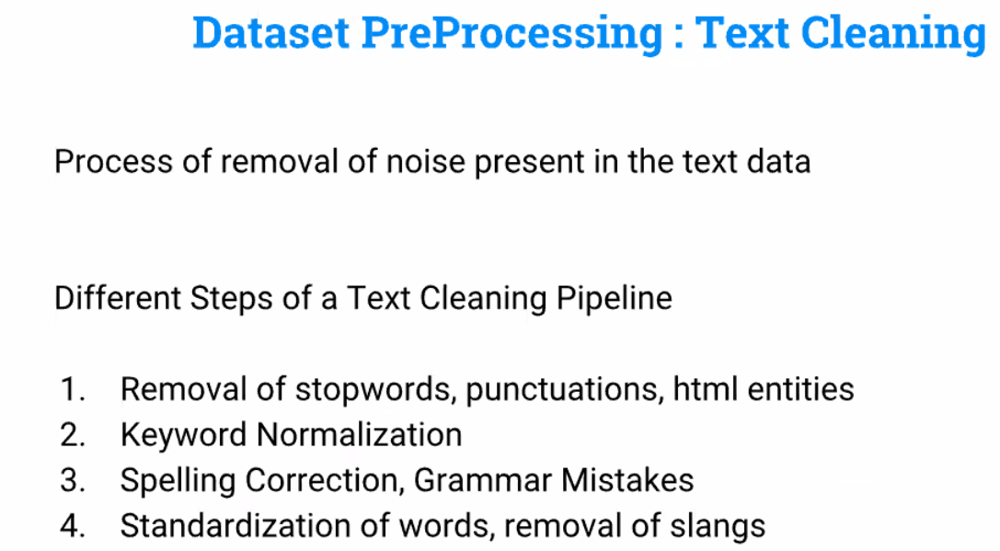 Dataset PreProcessing : Text Cleaning
Process of removal of noise present in the text data
Different Steps of a Text Cleaning Pipeline
1. Removal of stopwords, punctuations, html entities
2. Keyword Normalization
3. Spelling Correction, Grammar Mistakes
4. Standardization of words, removal of slangs